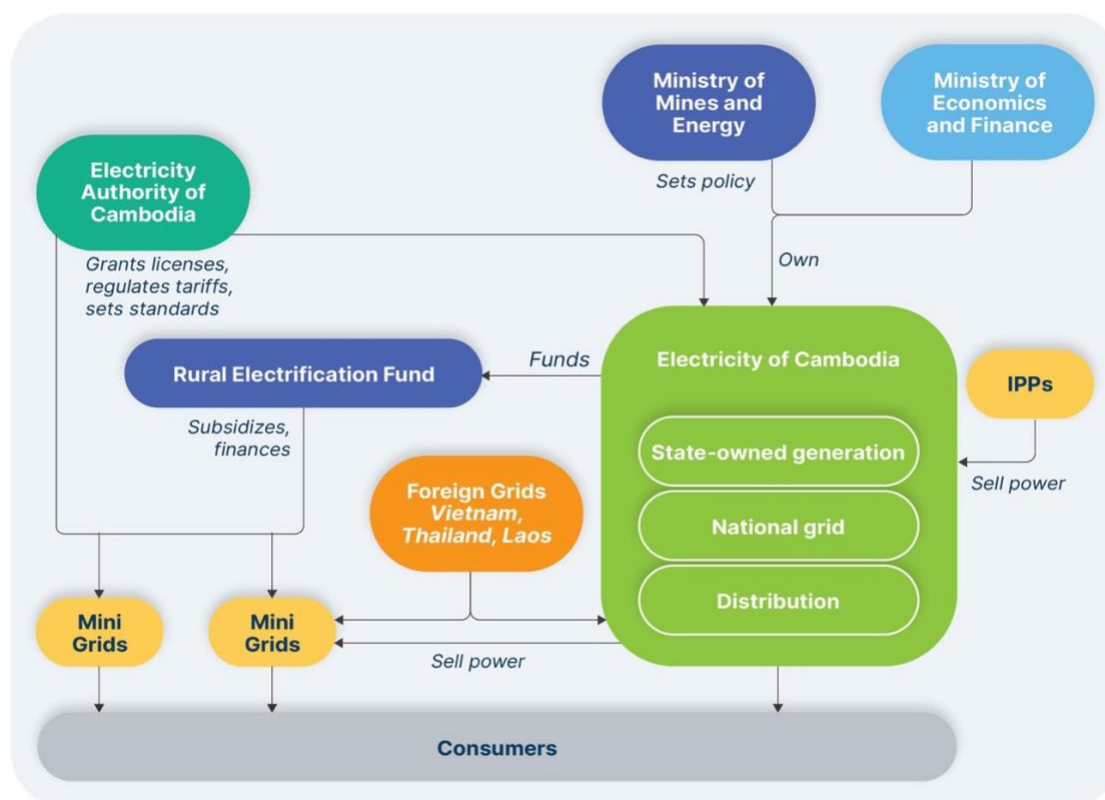 Ministry of
Mines and
Energy
Ministry of
Economics
and Finance
Electricity
Authority of
Cambodia
Sets policy
Grants licenses,
regulates tariffs,
sets standards
Own
Rural Electrification Fund
Funds
Electricity of Cambodia
IPPs
Subsidizes,
finances
State-owned generation
Sell power
Foreign Grids
Vietnam,
Thailand, Laos
National grid
Distribution
Mini
Grids
Mini
Grids
Sell power
Consumers